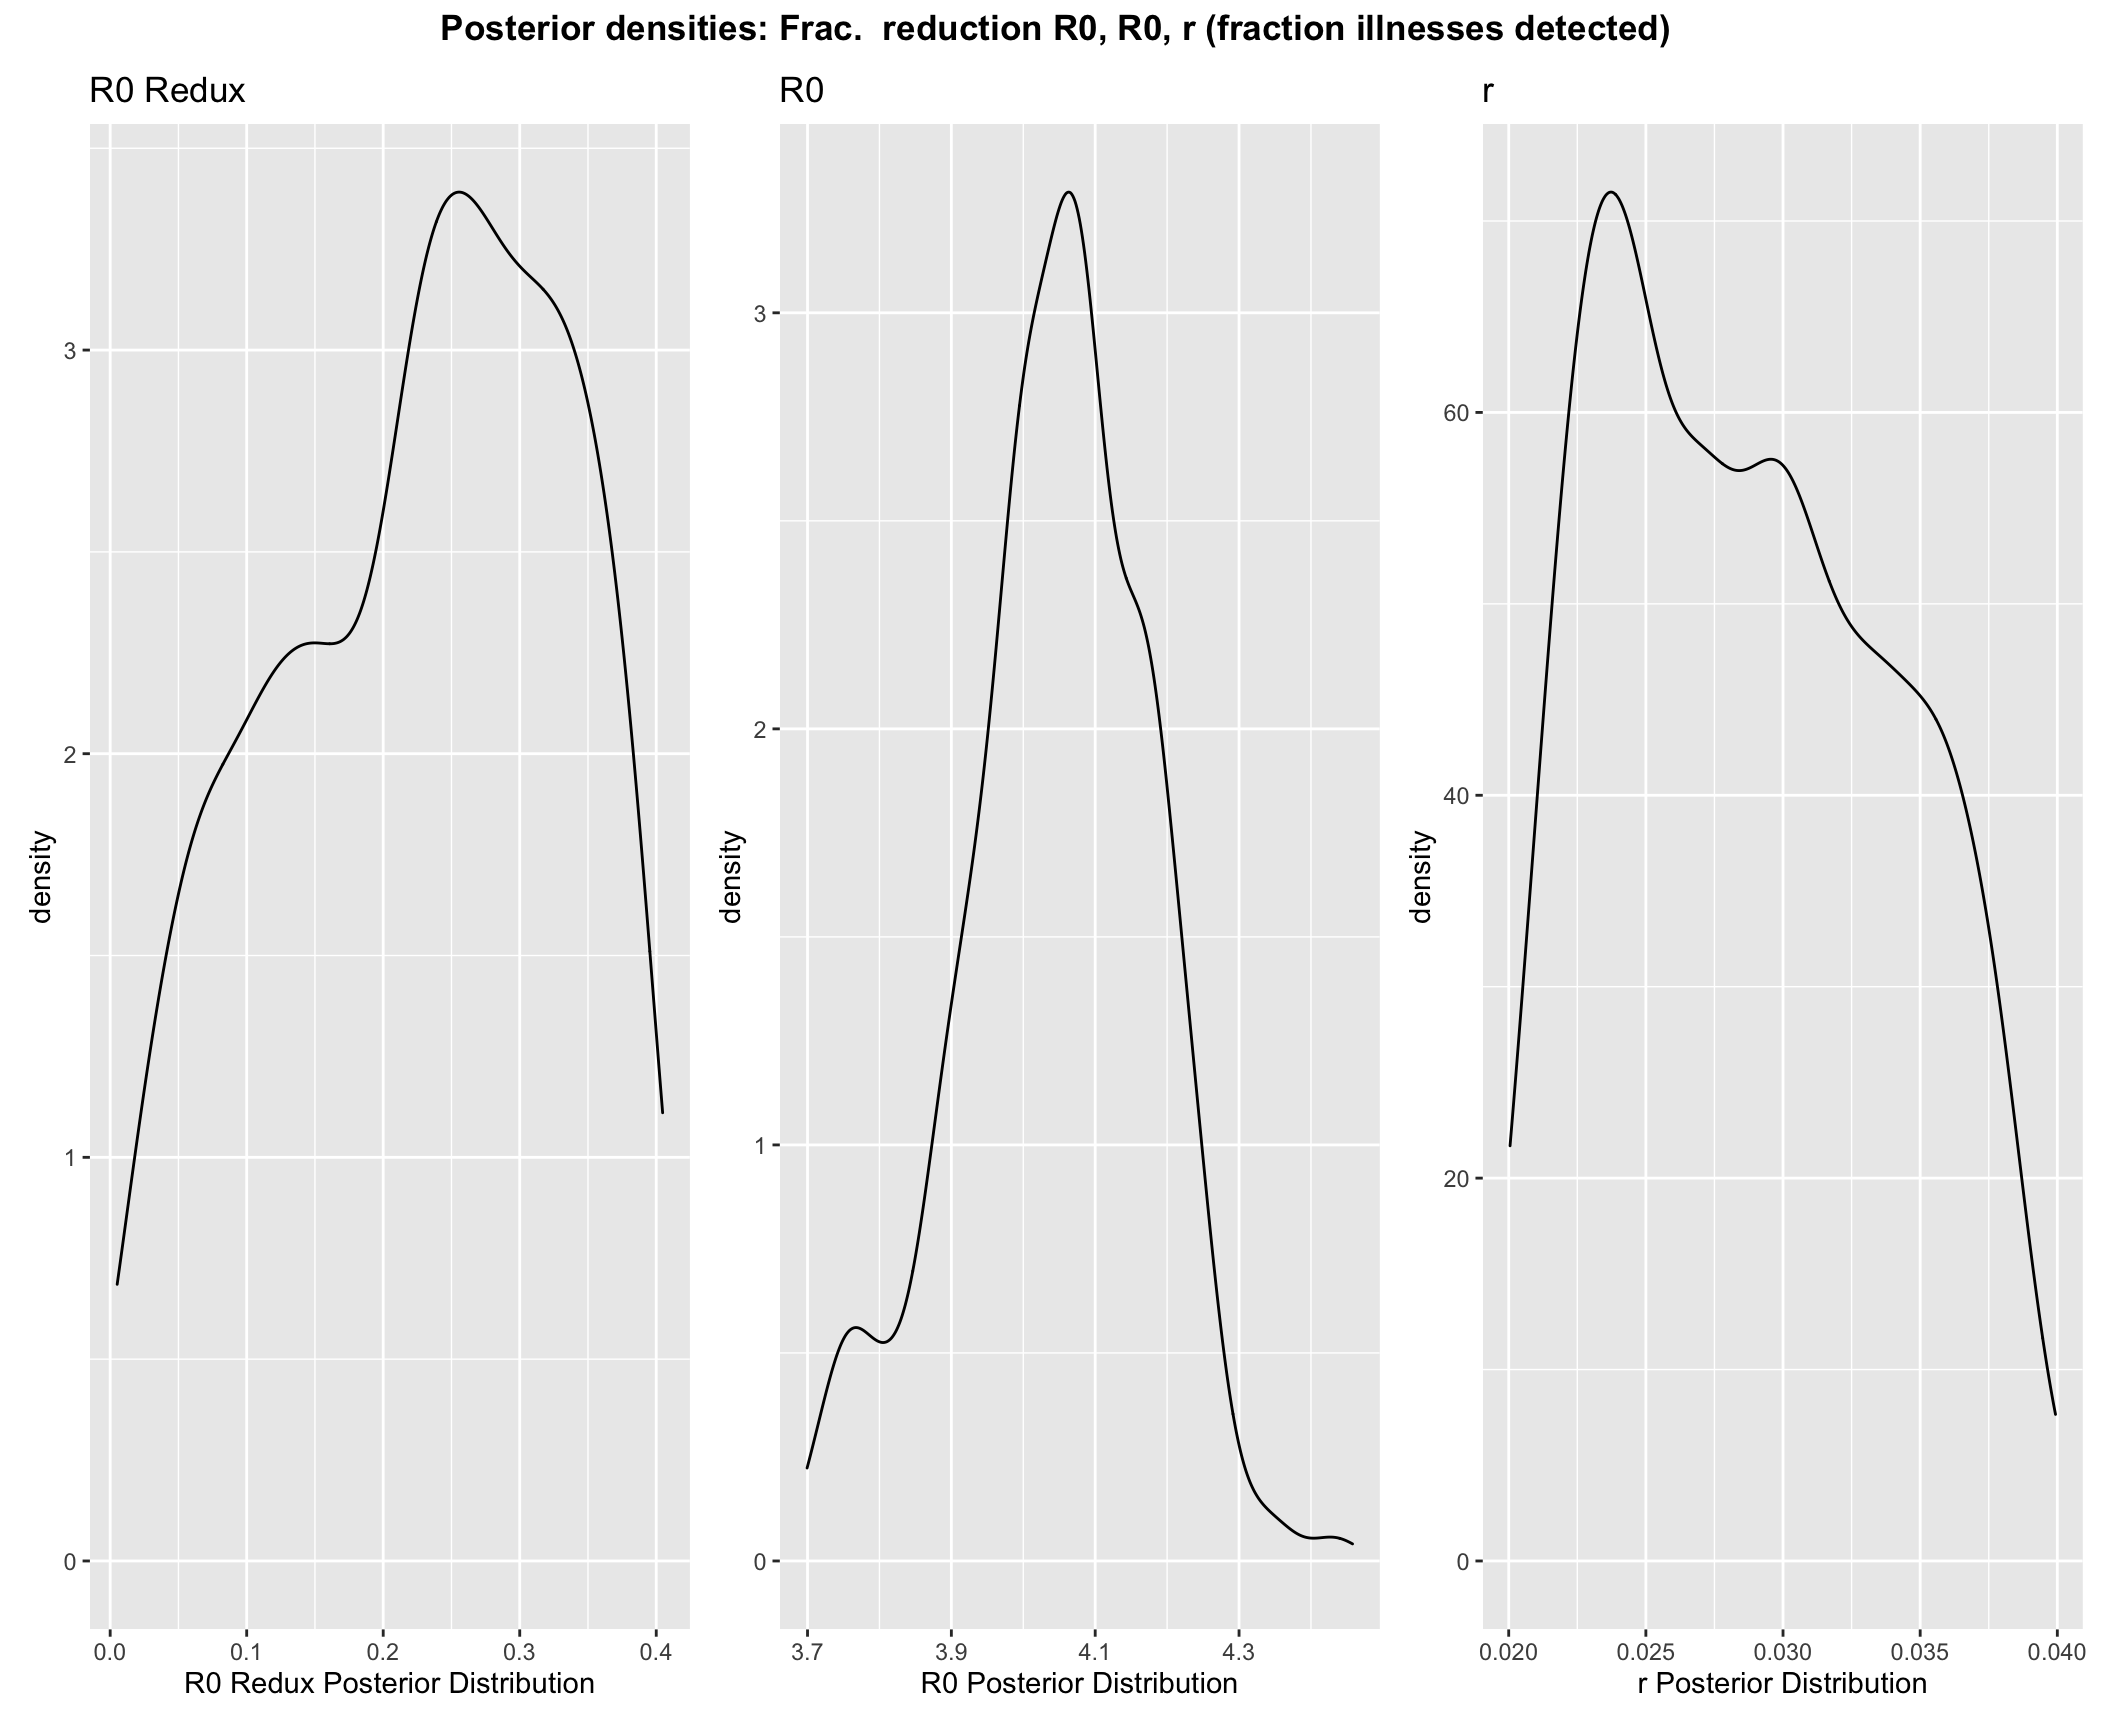 Posterior densities: Frac.  reduction R0, R0, r (fraction illnesses detected)
R0 Redux
density
3
2
1
0
0.0 0.1 0.2 0.3 0.4
R0 Redux Posterior Distribution
R0
density
3
2
1
0
3.7 3.9 4.1 4.3
R0 Posterior Distribution
r
density
60
40
20
0
0.020 0.025 0.030 0.035 0.040
r Posterior Distribution